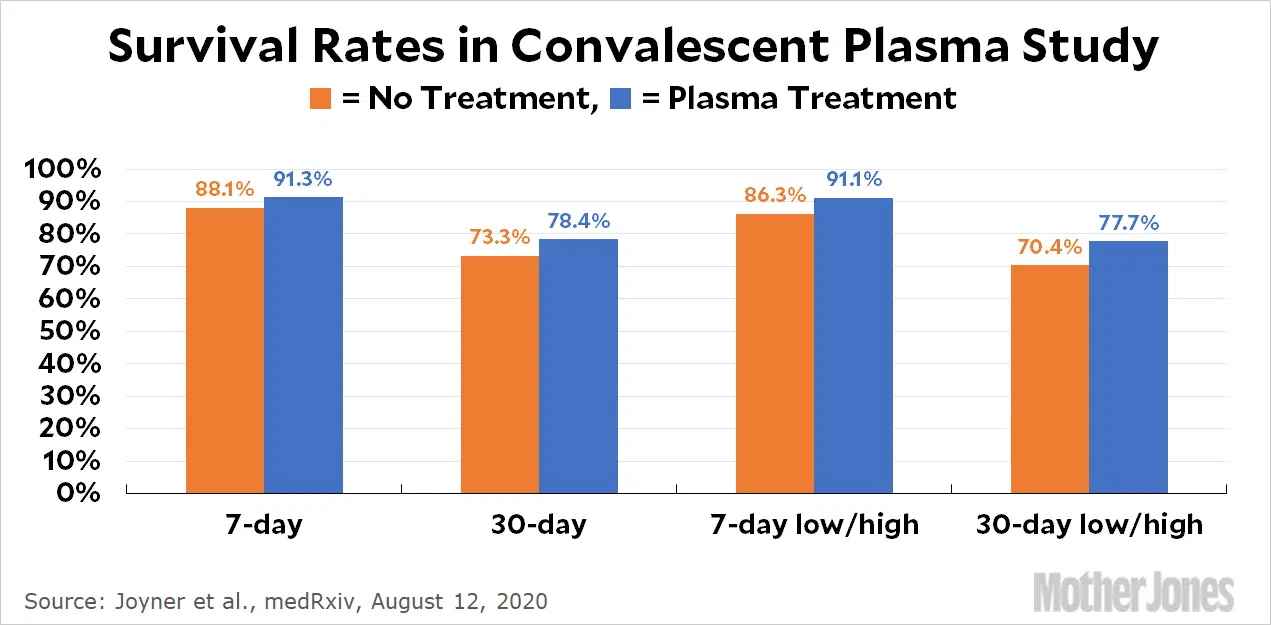 Survival Rates in Convalescent Plasma Study
= No Treatment, = Plasma Treatment
100%
90%
80%
70%
60%
50%
40%
30%
20%
10%
0%
88.1%
91.3%
73.3%
78.4%
86.3%
91.1%
70.4%
77.7%
7-day
30-day
7-day low/high
30-day low/high
Source: Joyner et al., medRxiv, August 12, 2020
Mother Jones